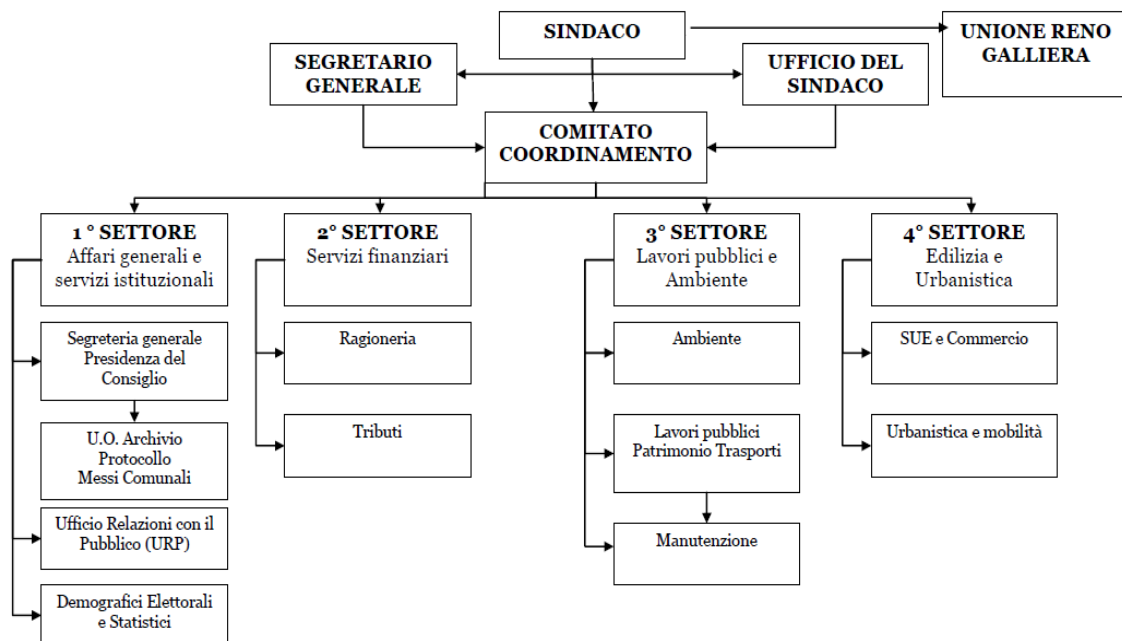 SINDACO
UNIONE RENO
GALLIERA
SEGRETARIO
GENERALE
UFFICIO DEL
SINDACO
COMITATO
COORDINAMENTO
1 ° SETTORE
Affari generali e
servizi istituzionali
2° SETTORE
Servizi finanziari
3° SETTORE
Lavori pubblici e
Ambiente
4° SETTORE
Edilizia e
Urbanistica
Segreteria generale
Presidenza del
Consiglio
Ragioneria
Ambiente
SUE e Commercio
U.O. Archivio
Protocollo
Messi Comunali
Tributi
Lavori pubblici
Patrimonio Trasporti
Urbanistica e mobilità
Ufficio Relazioni con il
Pubblico (URP)
Manutenzione
Demografici Elettorali
e Statistici